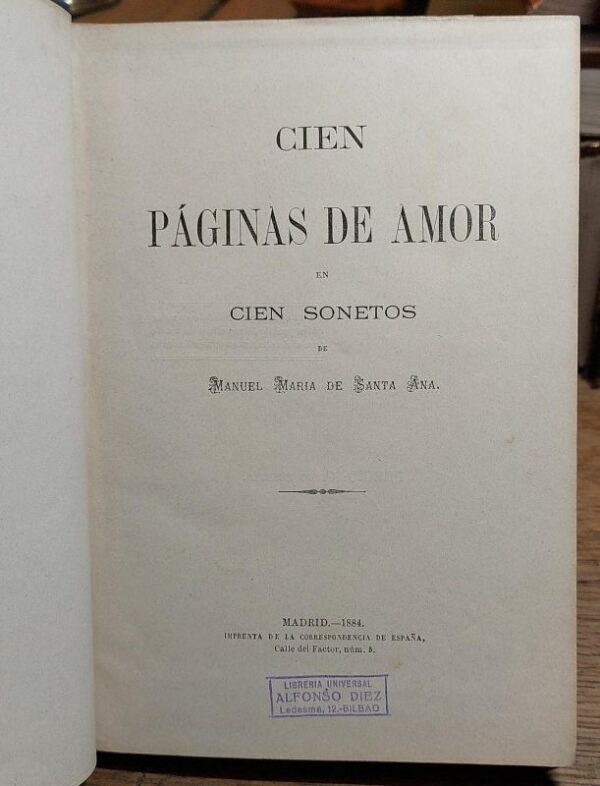 CIEN
PÁGINAS DE AMOR
EN
CIEN SONETOS
DE
MANUEL MARIA DE SANTA ANA.
MADRID.—1884.
IMPRENTA DE LA CORRESPONDENCIA DE ESPAÑA,
Calle del Factor, núm. 5.
LIBRERIA UNIVERSAL
ALFONSO DIEZ
Ledesma, 12.-BILBAO